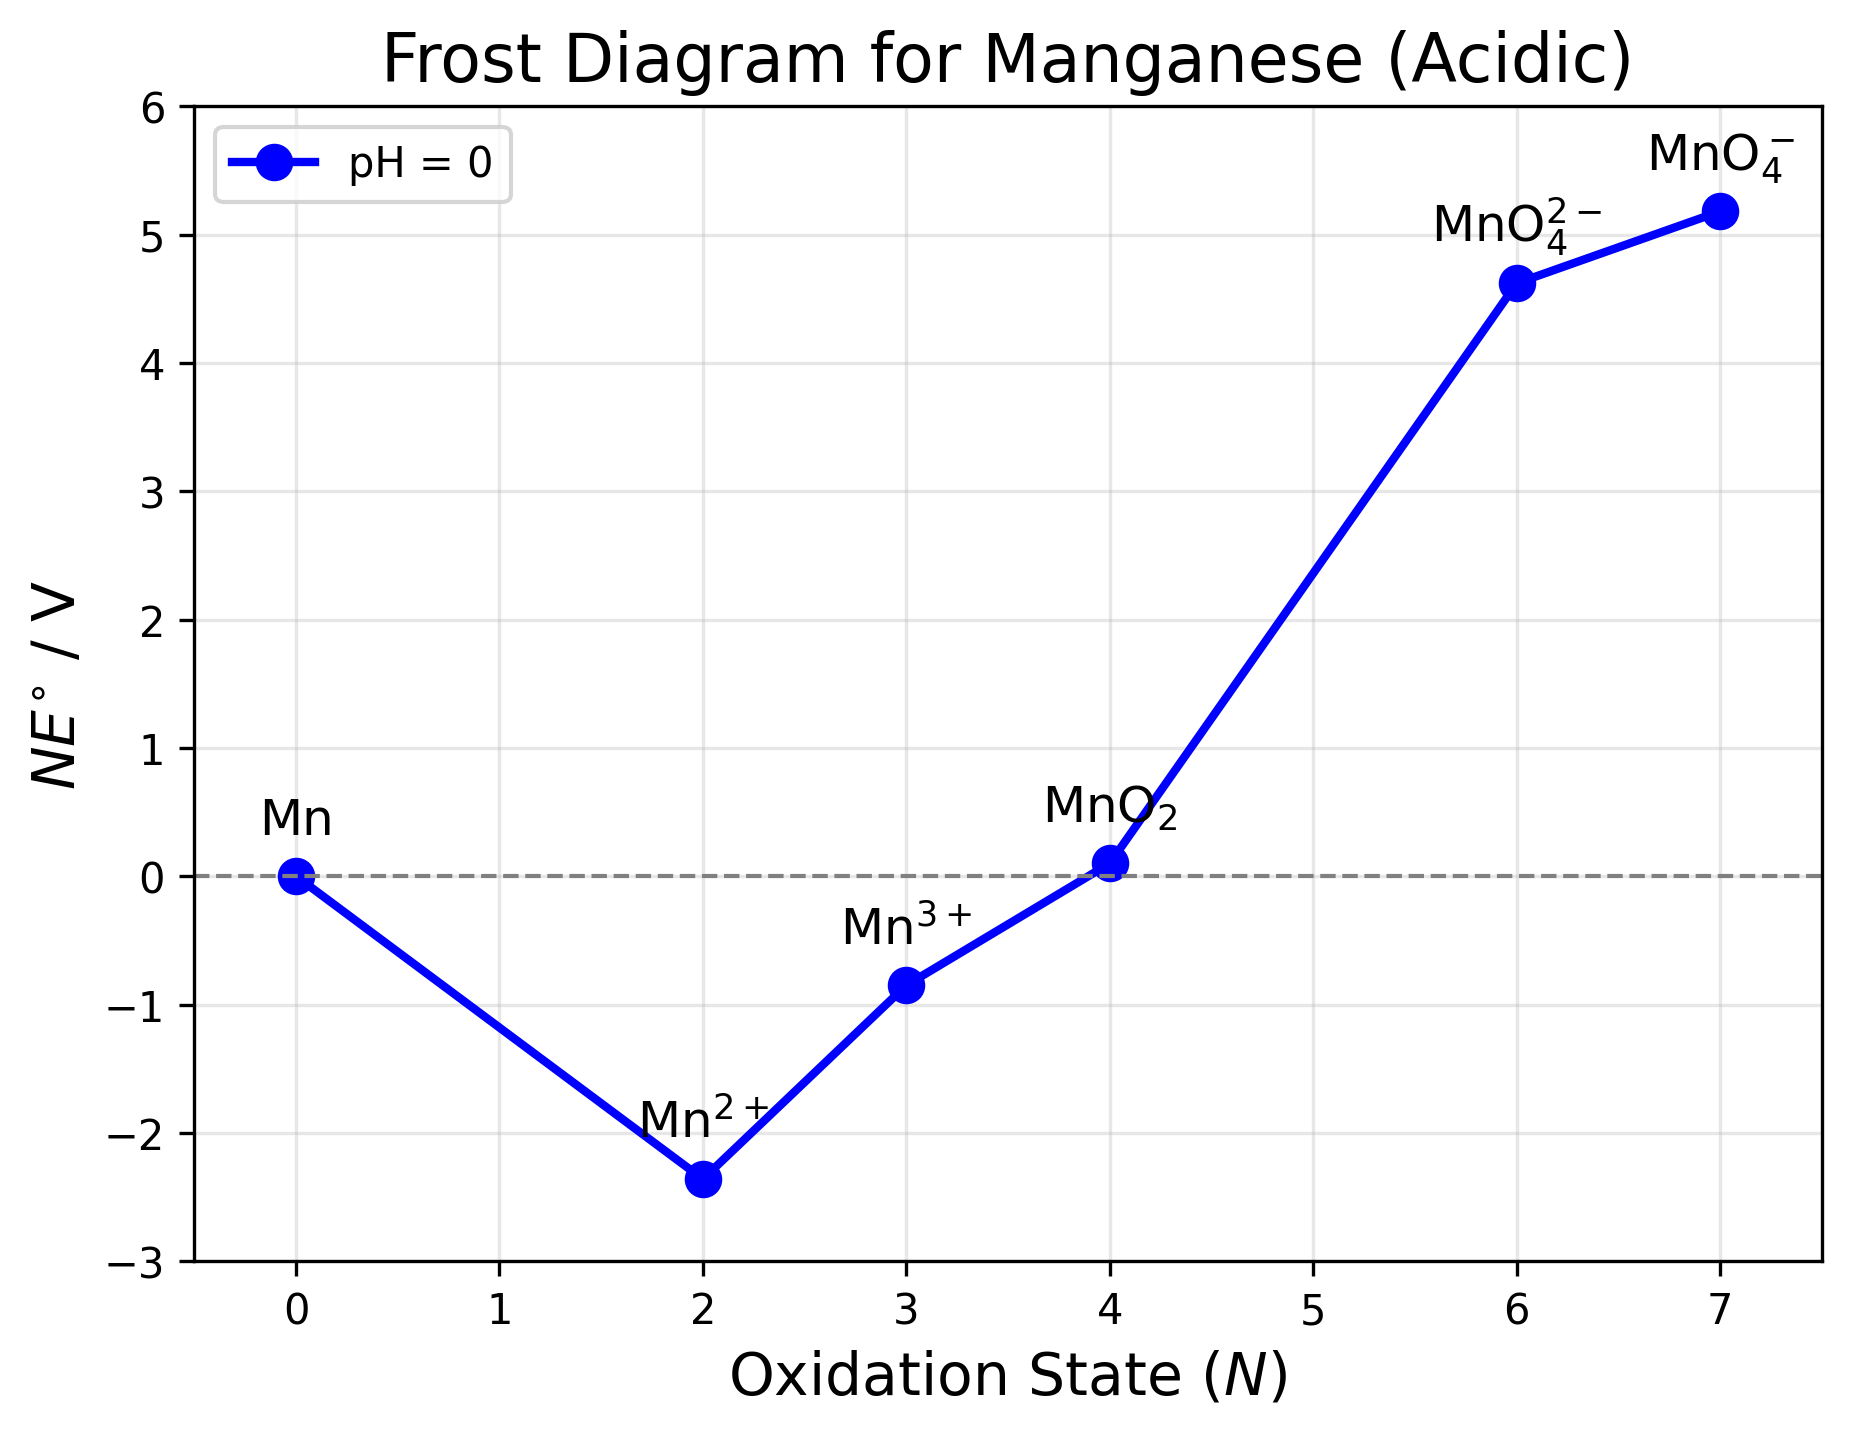 Frost Diagram for Manganese (Acidic)
6
5
4
3
2
1
0
−1
−2
−3
NE° / V
pH = 0
Mn
Mn²⁺
Mn³⁺
MnO₂
MnO₄²⁻
MnO₄⁻
0 1 2 3 4 5 6 7
Oxidation State (N)